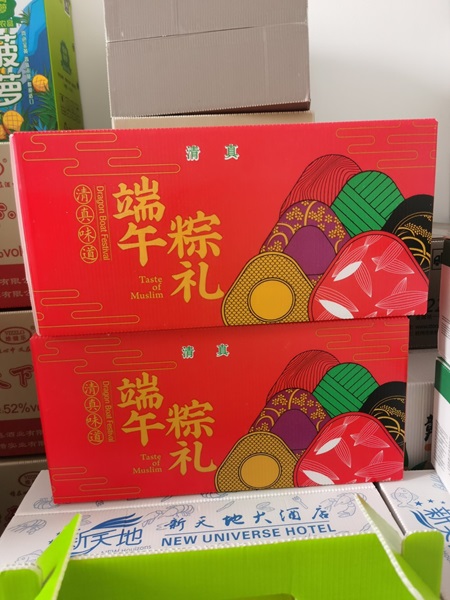 菠
萝
清真
端午
粽礼
清真味道
Dragon Boat Festival
Taste
of
Muslim
清真
端午
粽礼
清真味道
Dragon Boat Festival
Taste
of
Muslim
.52%vol
新天地
新天地大酒店
NEW UNIVERSE HOTEL